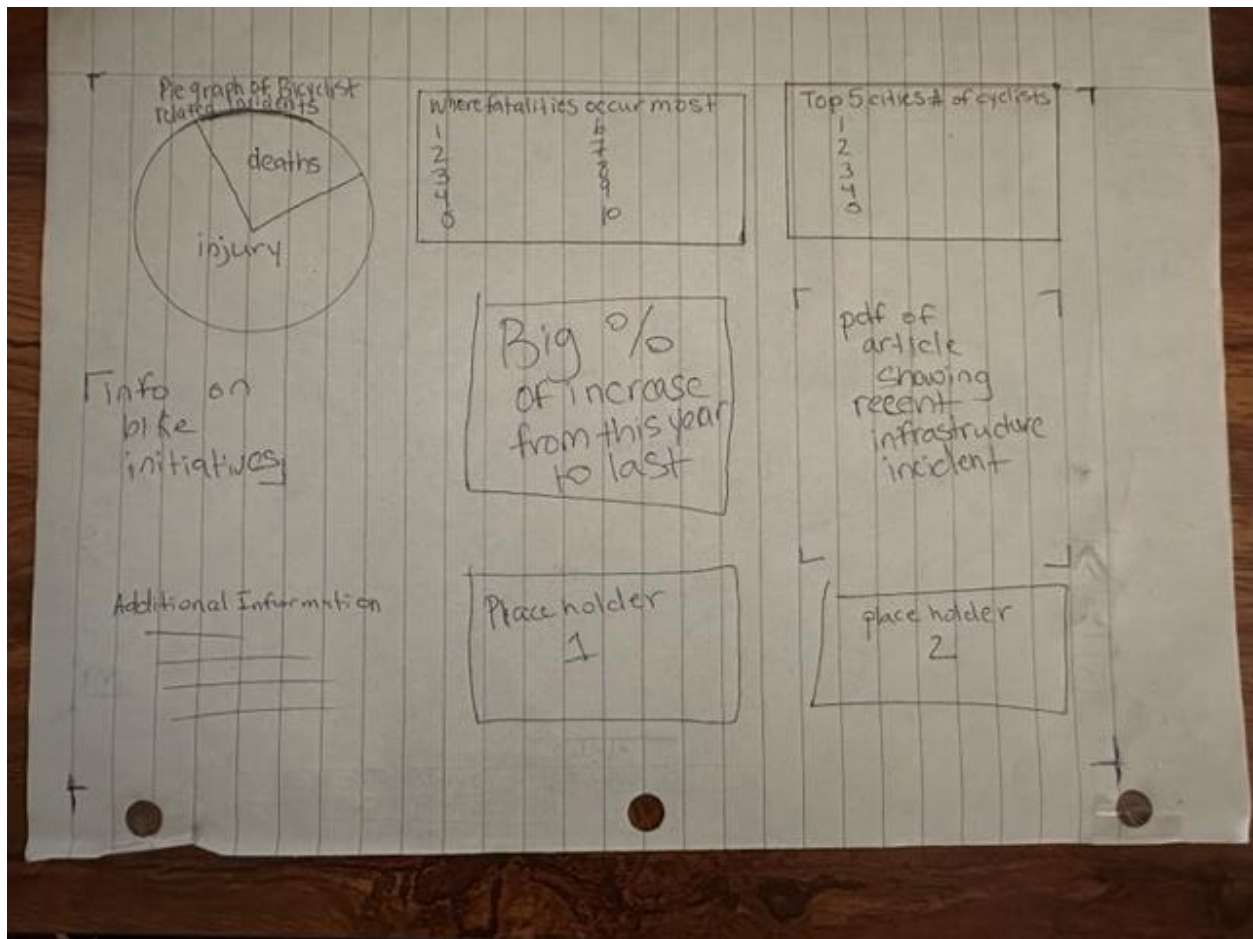 Pie graph of Bicyclist
related incidents
deaths
injury
Where fatalities occur most
1 6
2 7
3 8
4 9
5 10
Top 5 cities # of cyclists
1
2
3
4
5
info on
bike
initiatives
Big %
of increase
from this year
to last
pdf of
article
showing
recent
infrastructure
incident
Additional Information
Place holder
1
place holder
2